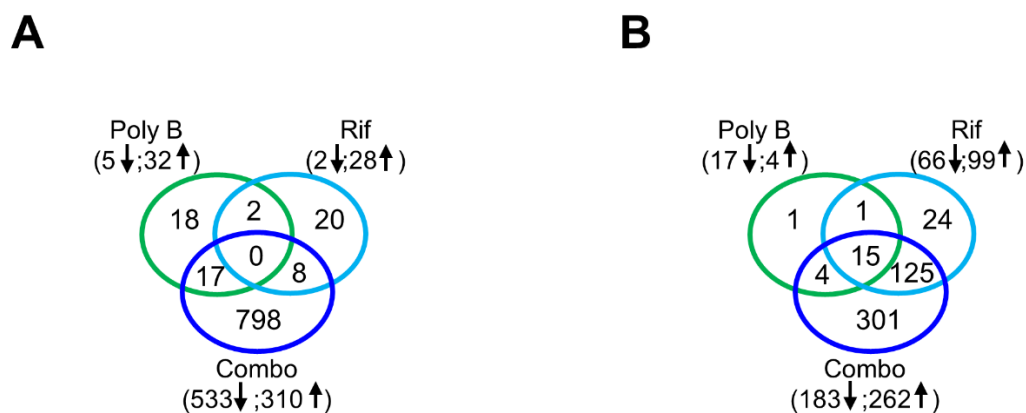 A
B
Poly B
Rif
(5↓;32↑)
(2↓;28↑)
18
2
20
0
17
8
798
Combo
(533↓;310↑)
Poly B
Rif
(17↓;4↑)
(66↓;99↑)
1
1
24
15
4
125
301
Combo
(183↓;262↑)